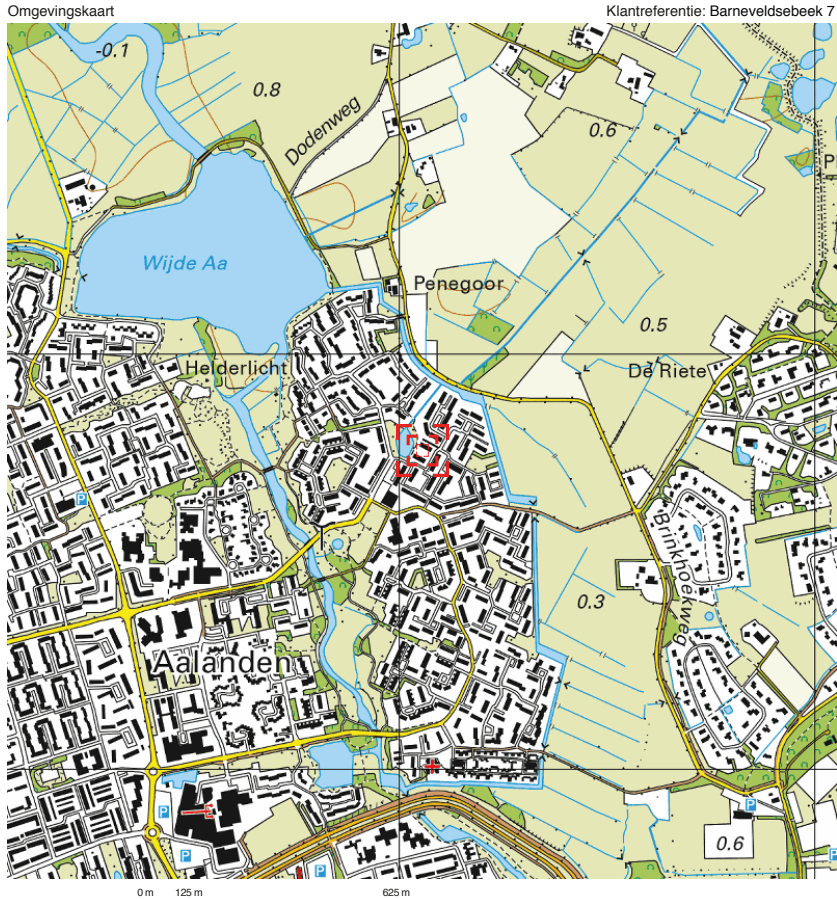 Omgevingskaart
Klantreferentie: Barneveldsebeek 7
-0.1
0.8
Dodenweg
0.6
P
Wijde Aa
Penegoor
0.5
Helderlicht
De Riete
P
Brinkhoekweg
0.3
Aalanden
P
P
P
P
0.6
P
0 m
125 m
625 m